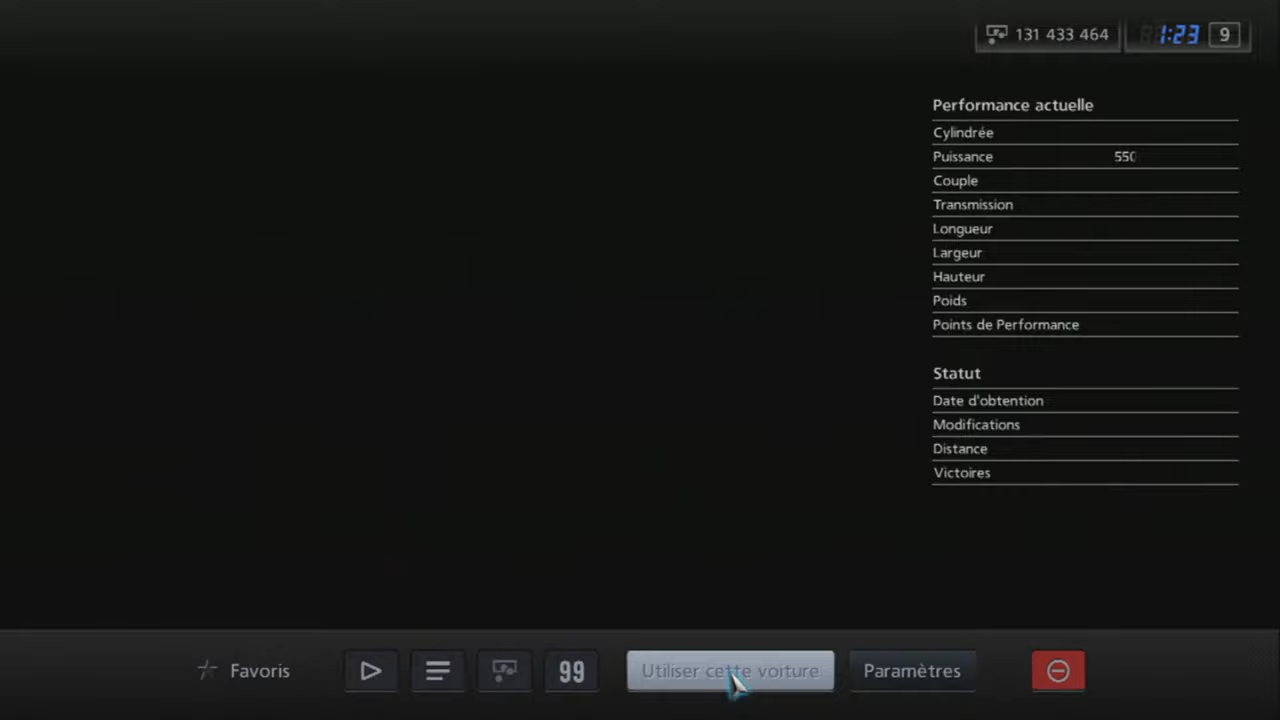 131 433 464
1:23 9
Performance actuelle
Cylindrée
Puissance 550
Couple
Transmission
Longueur
Largeur
Hauteur
Poids
Points de Performance
Statut
Date d'obtention
Modifications
Distance
Victoires
Favoris
99
Utiliser cette voiture
Paramètres